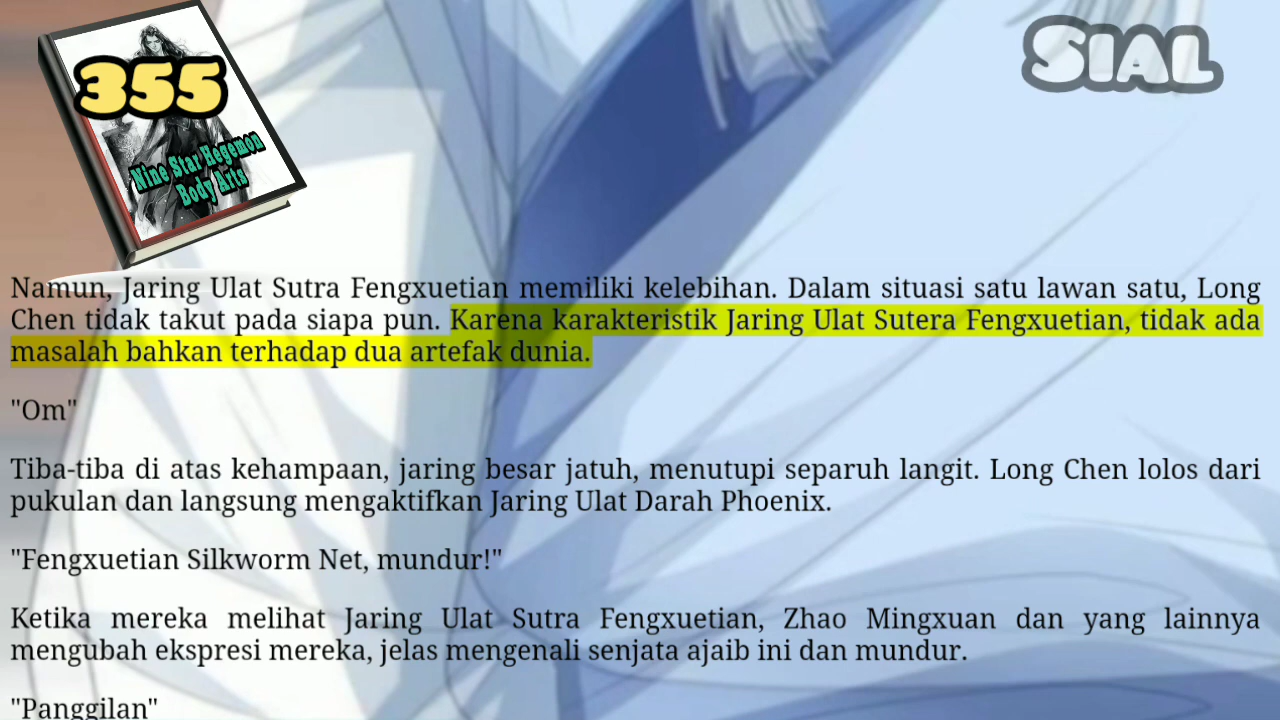 355
Nine Star Hegemon
Body Arts
SIAL
Namun, Jaring Ulat Sutra Fengxuetian memiliki kelebihan. Dalam situasi satu lawan satu, Long
Chen tidak takut pada siapa pun. Karena karakteristik Jaring Ulat Sutera Fengxuetian, tidak ada
masalah bahkan terhadap dua artefak dunia.
"Om"
Tiba-tiba di atas kehampaan, jaring besar jatuh, menutupi separuh langit. Long Chen lolos dari
pukulan dan langsung mengaktifkan Jaring Ulat Darah Phoenix.
"Fengxuetian Silkworm Net, mundur!"
Ketika mereka melihat Jaring Ulat Sutra Fengxuetian, Zhao Mingxuan dan yang lainnya
mengubah ekspresi mereka, jelas mengenali senjata ajaib ini dan mundur.
"Panggilan"